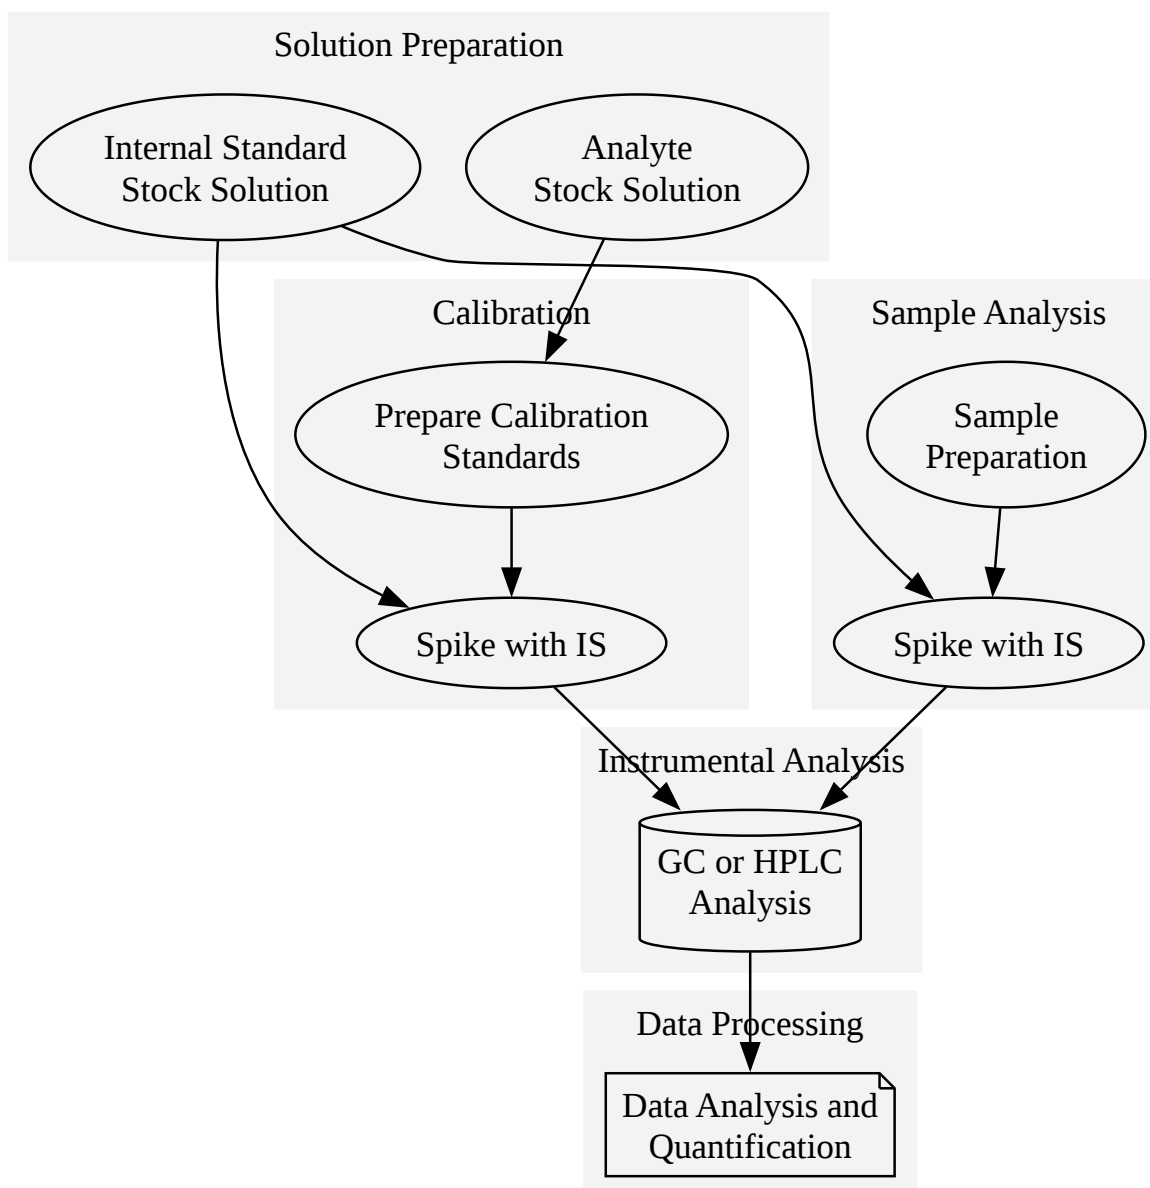 Solution Preparation
Internal Standard
Stock Solution
Analyte
Stock Solution
Calibration
Sample Analysis
Prepare Calibration
Standards
Sample
Preparation
Spike with IS
Spike with IS
Instrumental Analysis
GC or HPLC
Analysis
Data Processing
Data Analysis and
Quantification